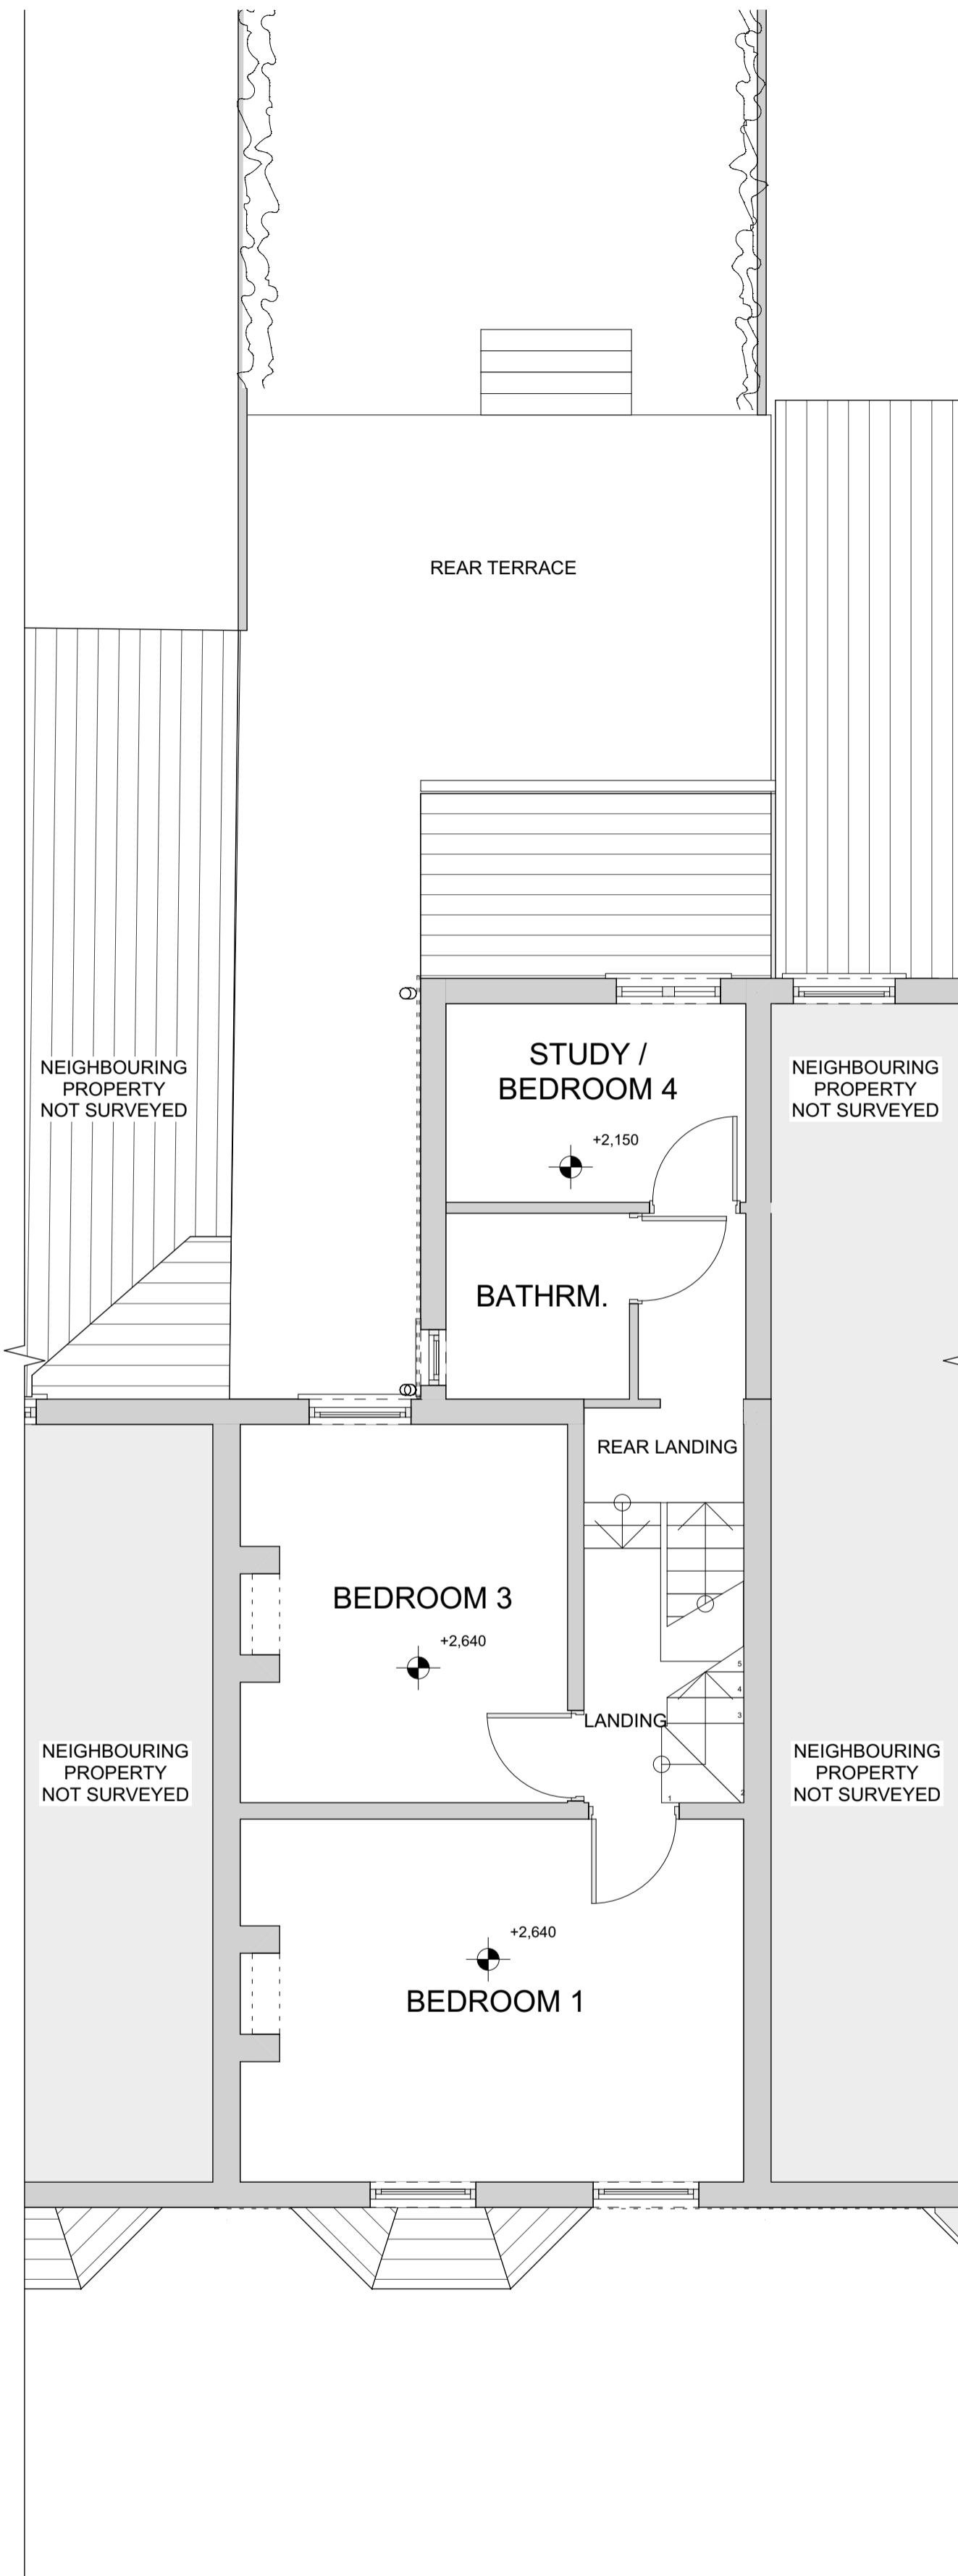 REAR TERRACE
NEIGHBOURING
PROPERTY
NOT SURVEYED
STUDY /
BEDROOM 4
+2,150
NEIGHBOURING
PROPERTY
NOT SURVEYED
BATHRM.
REAR LANDING
BEDROOM 3
+2,640
5
4
3
LANDING
2
1
NEIGHBOURING
PROPERTY
NOT SURVEYED
NEIGHBOURING
PROPERTY
NOT SURVEYED
+2,640
BEDROOM 1